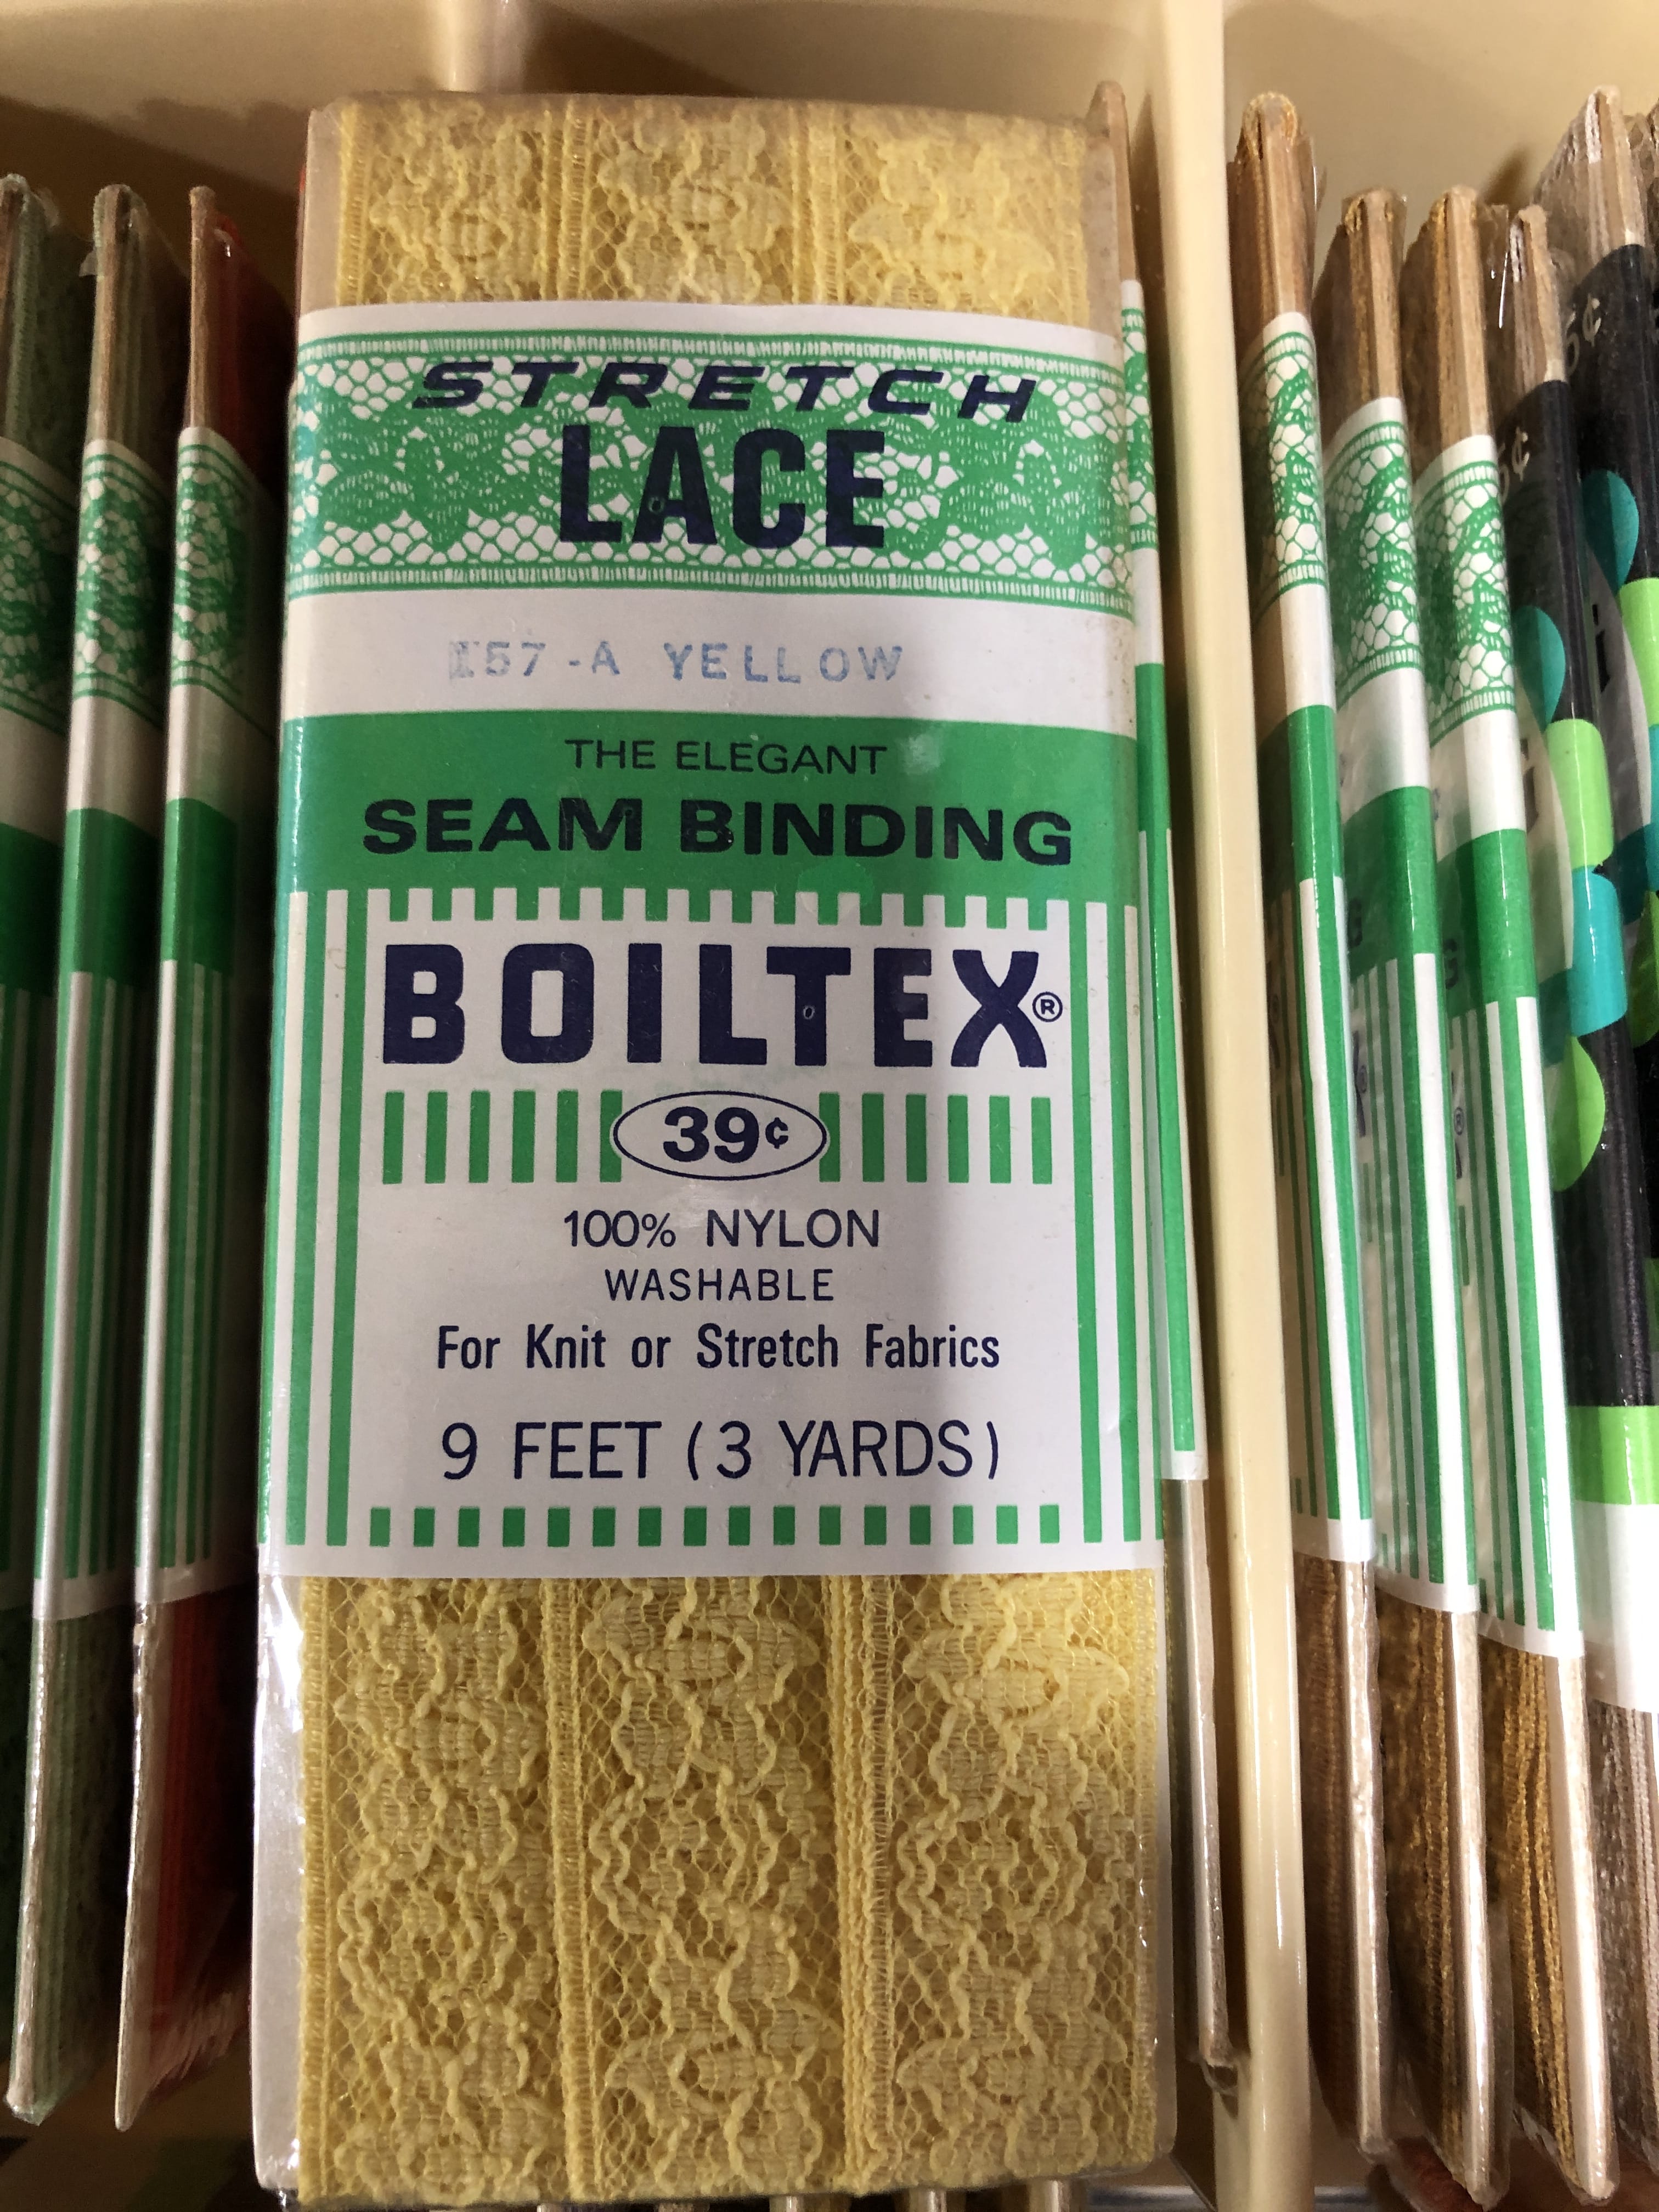 STRETCH
LACE
157-A YELLOW
THE ELEGANT
SEAM BINDING
BOILTEX®
39¢
100% NYLON
WASHABLE
For Knit or Stretch Fabrics
9 FEET (3 YARDS)